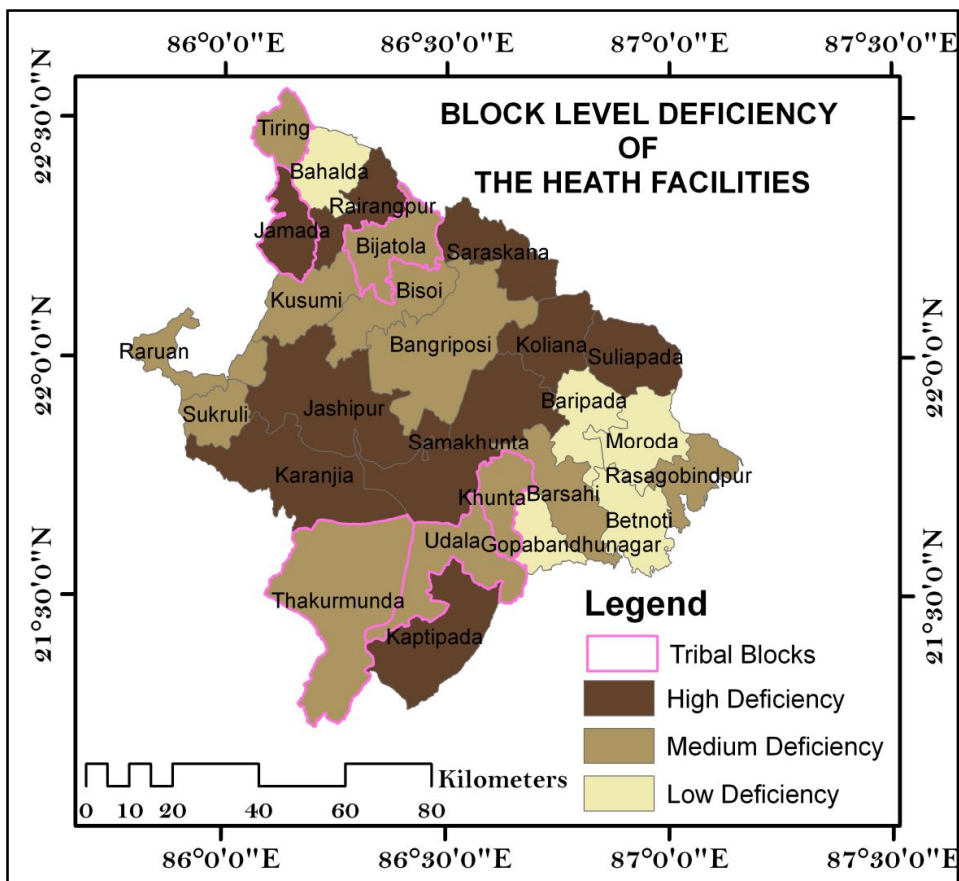 86°0'0"E 86°30'0"E 87°0'0"E 87°30'0"E
BLOCK LEVEL DEFICIENCY
OF
THE HEATH FACILITIES
22°30'0"N
22°30'0"N
Tiring
Bahalda
Rairangpur
Jamada
Bijatola
Saraskana
Kusumi
Bisoi
Bangriposi
Koliana
Raruan
Suliapada
22°0'0"N
22°0'0"N
Jashipur
Baripada
Sukruli
Samakhunta
Moroda
Karanjia
Rasagobindpur
Khunta
Barsahi
Betnoti
Udala
Gopabandhunagar
21°30'0"N
21°30'0"N
Thakurmunda
Kaptipada
Legend
Tribal Blocks
High Deficiency
Medium Deficiency
Low Deficiency
Kilometers
0 10 20 40 60 80
86°0'0"E 86°30'0"E 87°0'0"E 87°30'0"E